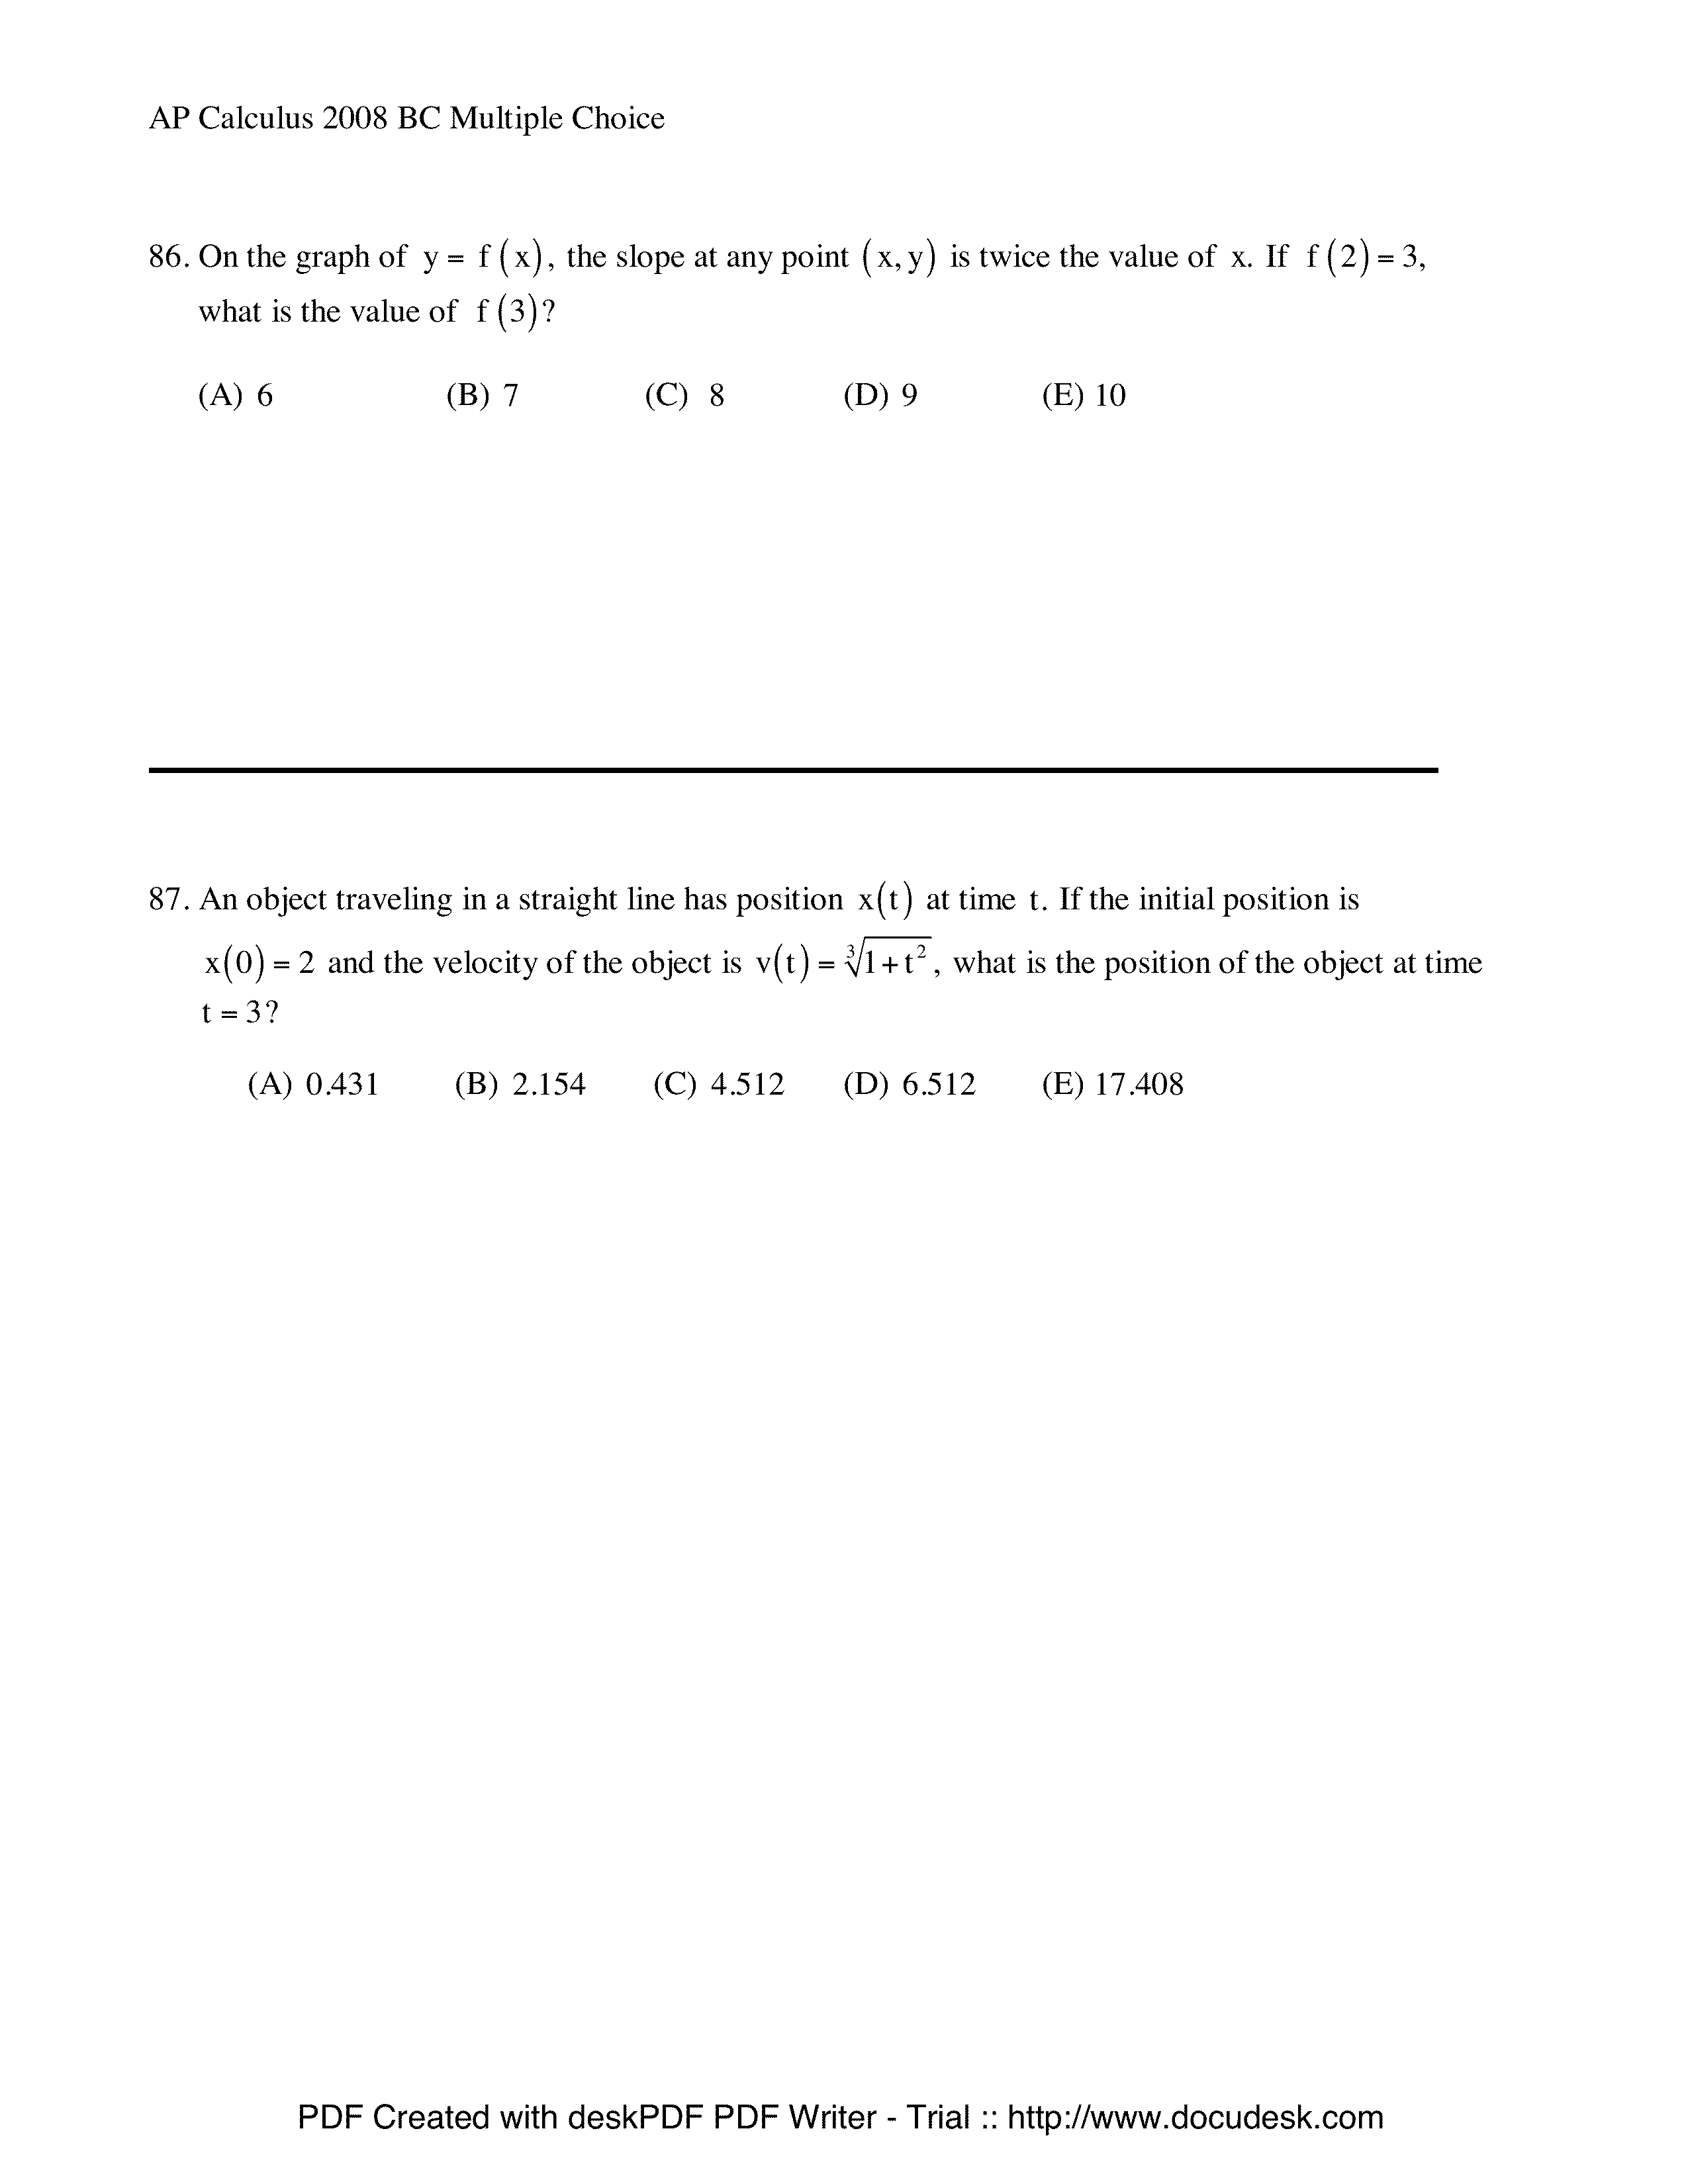 AP Calculus 2008 BC Multiple Choice
86. On the graph of y = f(x), the slope at any point (x, y) is twice the value of x. If f(2) = 3,
what is the value of f(3)?
(A) 6 (B) 7 (C) 8 (D) 9 (E) 10
87. An object traveling in a straight line has position x(t) at time t. If the initial position is
x(0) = 2 and the velocity of the object is v(t) = ∛(1 + t²), what is the position of the object at time
t = 3?
(A) 0.431 (B) 2.154 (C) 4.512 (D) 6.512 (E) 17.408
PDF Created with deskPDF PDF Writer - Trial :: http://www.docudesk.com